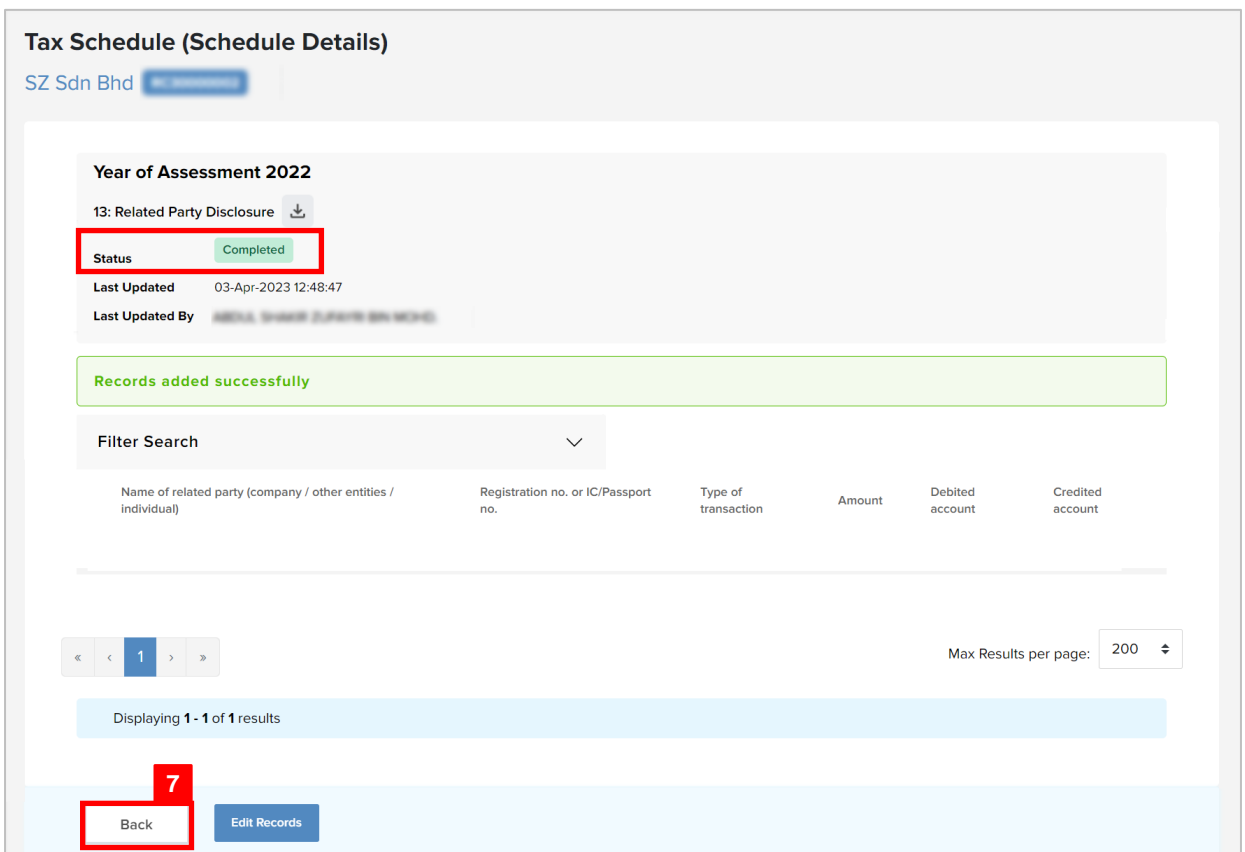 Tax Schedule (Schedule Details)
SZ Sdn Bhd
Year of Assessment 2022
13: Related Party Disclosure
Status Completed
Last Updated 03-Apr-2023 12:48:47
Last Updated By
Records added successfully
Filter Search
Name of related party (company / other entities / individual)
Registration no. or IC/Passport no.
Type of transaction
Amount
Debited account
Credited account
« ‹ 1 › »
Max Results per page: 200
Displaying 1 - 1 of 1 results
7
Back Edit Records